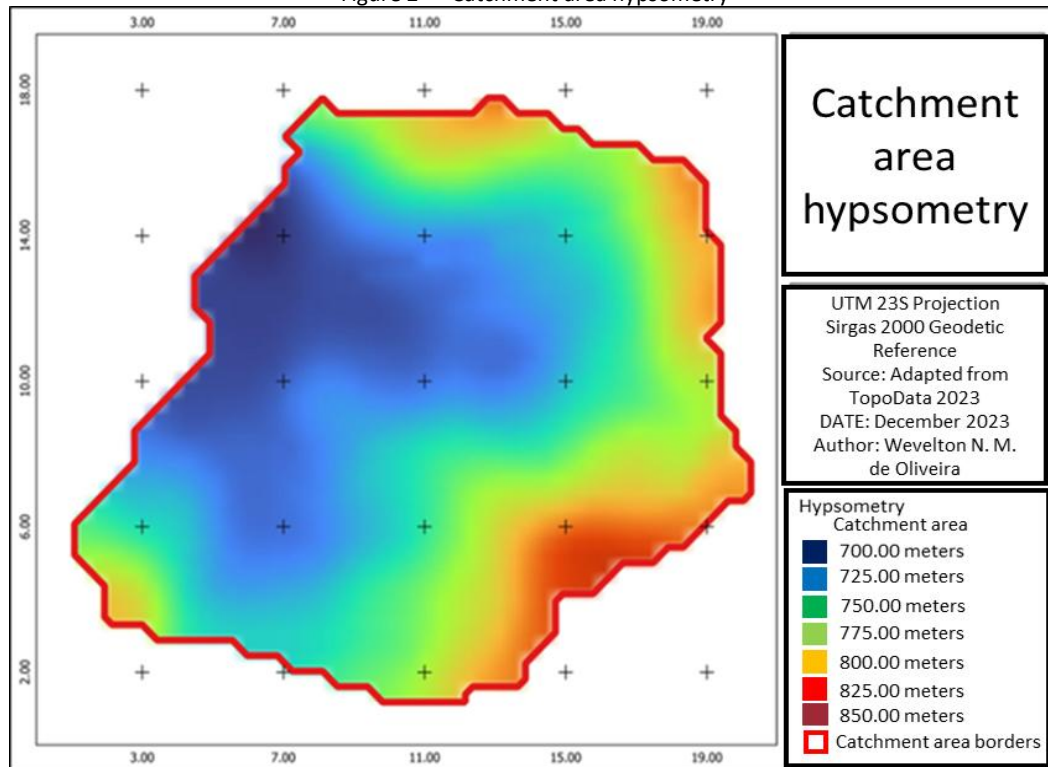 3.00 7.00 11.00 15.00 19.00
18.00
14.00
10.00
6.00
2.00
3.00 7.00 11.00 15.00 19.00
Catchment
area
hypsometry
UTM 23S Projection
Sirgas 2000 Geodetic
Reference
Source: Adapted from
TopoData 2023
DATE: December 2023
Author: Wevelton N. M.
de Oliveira
Hypsometry
Catchment area
700.00 meters
725.00 meters
750.00 meters
775.00 meters
800.00 meters
825.00 meters
850.00 meters
Catchment area borders